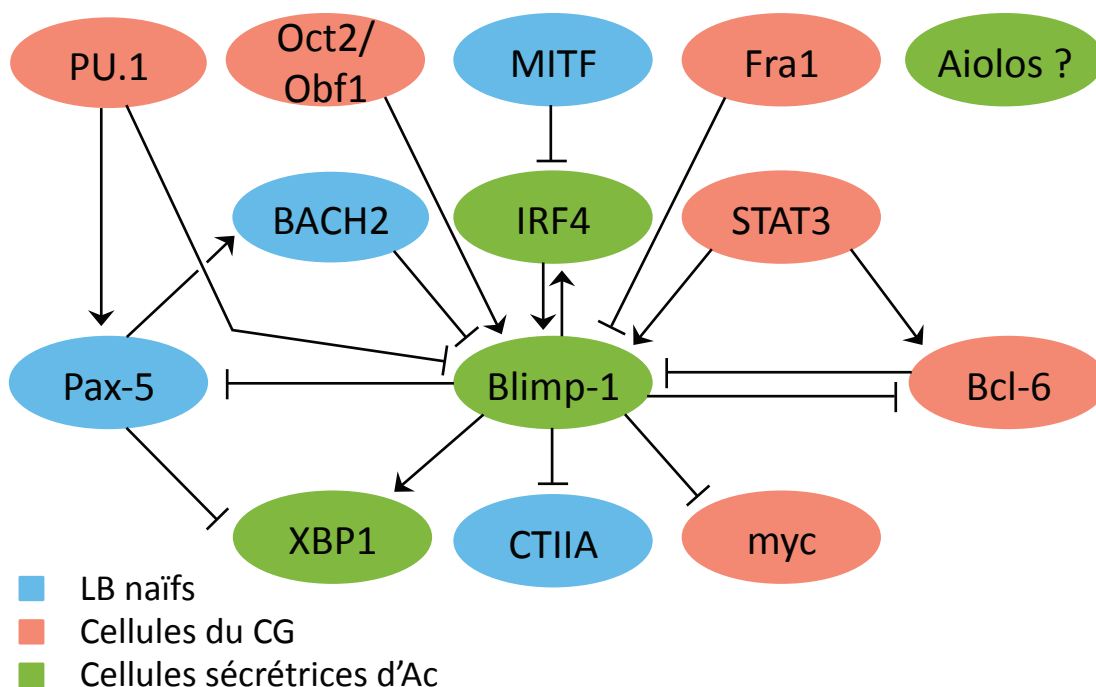 PU.1
Oct2/
Obf1
MITF
Fra1
Aiolos ?
BACH2
IRF4
STAT3
Pax-5
Blimp-1
Bcl-6
XBP1
CTIIA
myc
LB naïfs
Cellules du CG
Cellules sécrétrices d'Ac